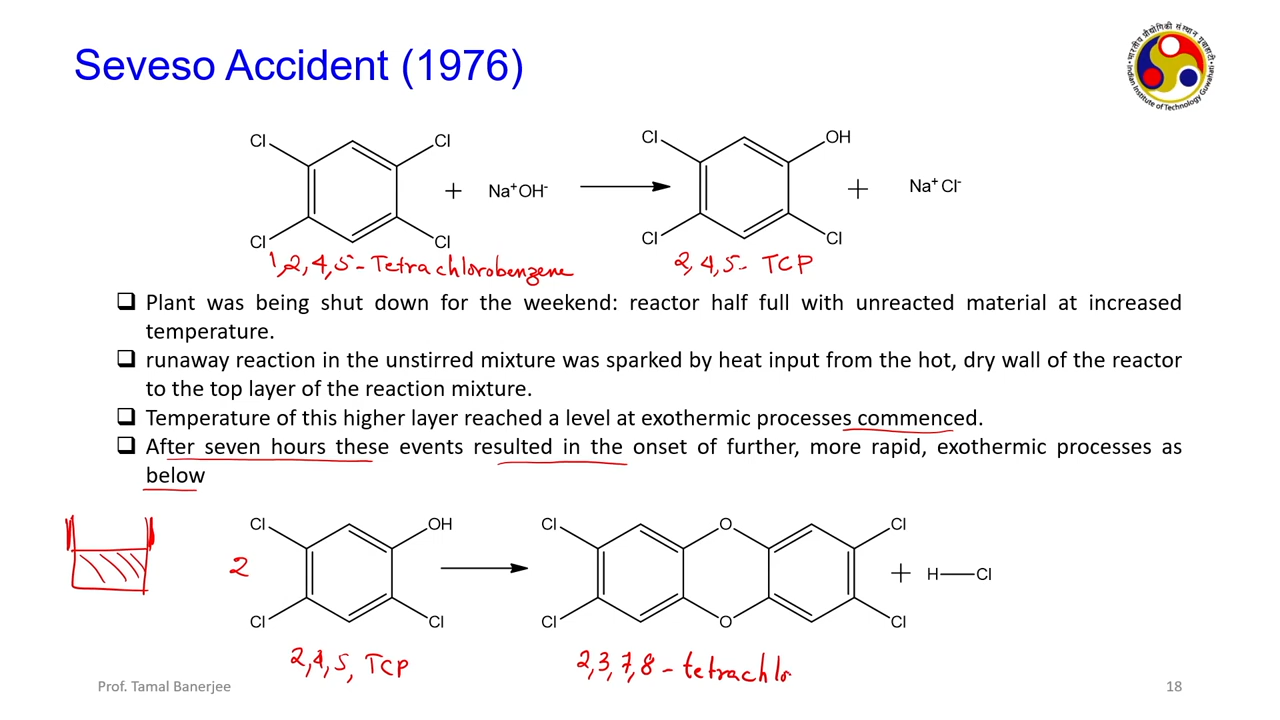 Seveso Accident (1976)
भारतीय प्रौद्योगिकी संस्थान गुवाहाटी
Indian Institute of Technology Guwahati
Cl Cl Cl OH
+ Na⁺OH⁻ + Na⁺ Cl⁻
Cl Cl Cl Cl
1,2,4,5-Tetrachlorobenzene 2,4,5- TCP
❑ Plant was being shut down for the weekend: reactor half full with unreacted material at increased
temperature.
❑ runaway reaction in the unstirred mixture was sparked by heat input from the hot, dry wall of the reactor
to the top layer of the reaction mixture.
❑ Temperature of this higher layer reached a level at exothermic processes commenced.
❑ After seven hours these events resulted in the onset of further, more rapid, exothermic processes as
below
Cl OH Cl O Cl
2 + H Cl
Cl Cl Cl O Cl
2,4,5, TCP 2,3,7,8 - tetrachlo
Prof. Tamal Banerjee 18